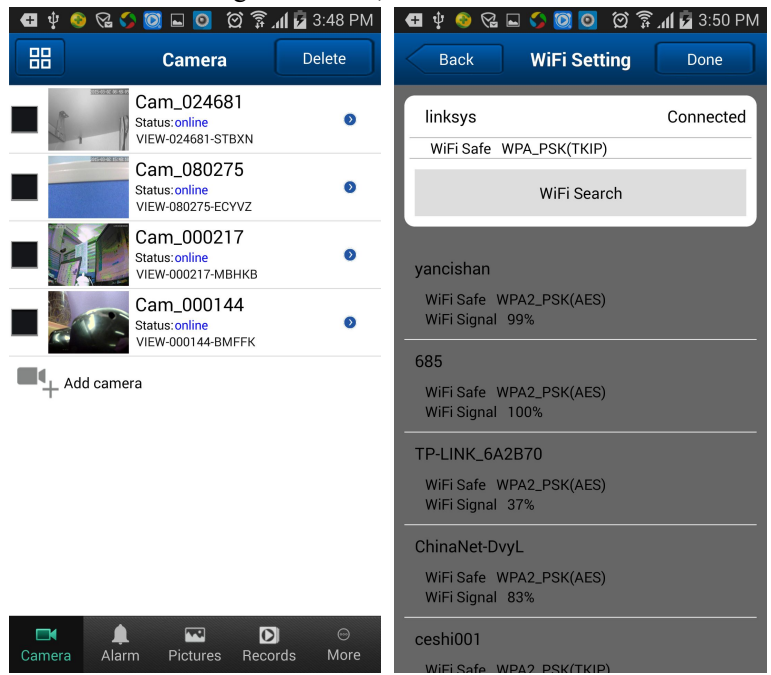 3:48 PM
Camera
Delete
Cam_024681
Status:online
VIEW-024681-STBXN
Cam_080275
Status:online
VIEW-080275-ECYVZ
Cam_000217
Status:online
VIEW-000217-MBHKB
Cam_000144
Status:online
VIEW-000144-BMFFK
Add camera
Camera Alarm Pictures Records More
3:50 PM
Back WiFi Setting Done
linksys Connected
WiFi Safe WPA_PSK(TKIP)
WiFi Search
yancishan
WiFi Safe WPA2_PSK(AES)
WiFi Signal 99%
685
WiFi Safe WPA2_PSK(AES)
WiFi Signal 100%
TP-LINK_6A2B70
WiFi Safe WPA2_PSK(AES)
WiFi Signal 37%
ChinaNet-DvyL
WiFi Safe WPA2_PSK(AES)
WiFi Signal 83%
ceshi001
WiFi Safe WPA2_PSK(TKIP)